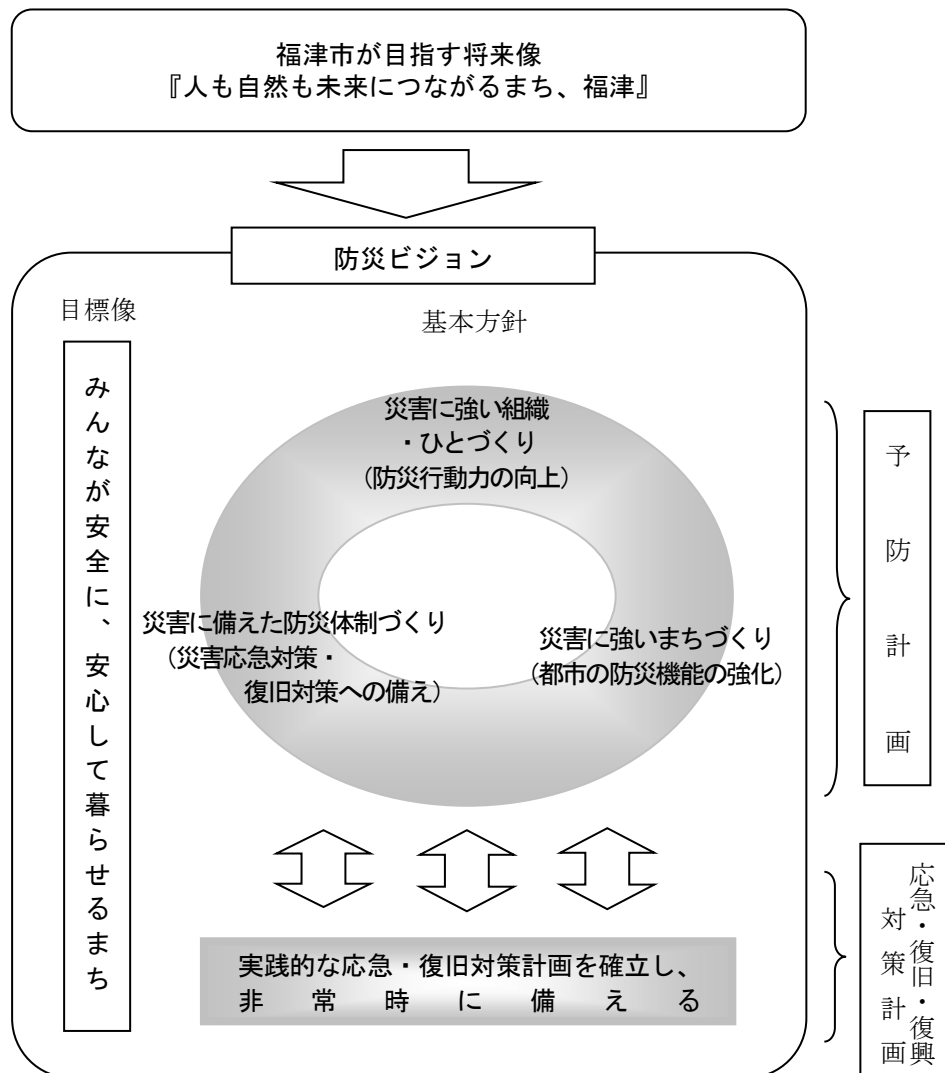 福津市が目指す将来像
『人も自然も未来につながるまち、福津』
防災ビジョン
目標像
基本方針
みんなが安全に、安心して暮らせるまち
災害に強い組織
・ひとづくり
(防災行動力の向上)
災害に備えた防災体制づくり
(災害応急対策・
復旧対策への備え)
災害に強いまちづくり
(都市の防災機能の強化)
予防計画
実践的な応急・復旧対策計画を確立し、
非常時に備える
応急・復旧・復興
対策計画